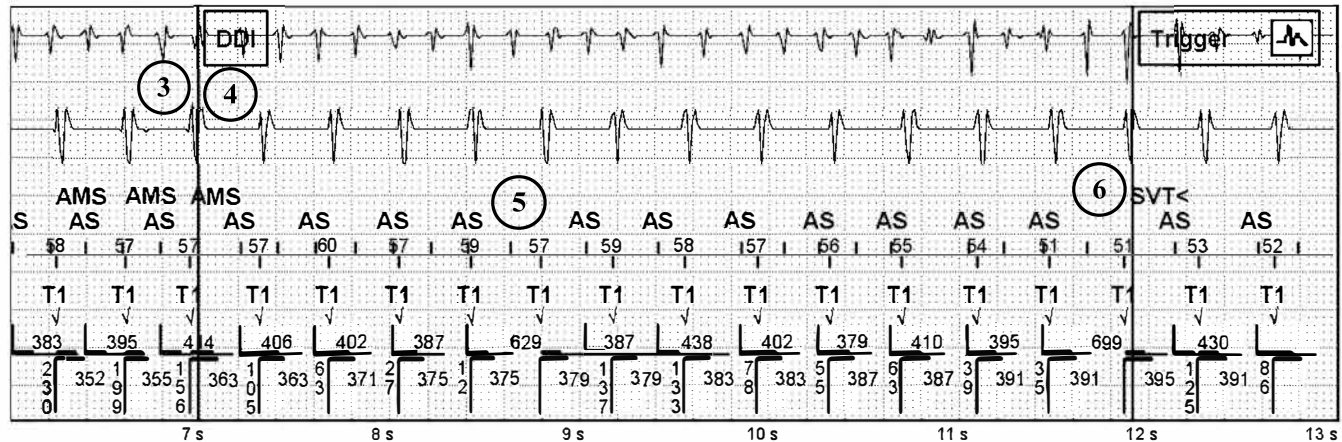 DDI Trigger
3 4
AMS AMS AMS 5 6 SVT<
S AS AS AS AS AS AS AS AS AS AS AS AS AS AS AS
58 57 57 57 60 57 59 57 59 58 57 56 55 54 51 51 53 52
T1 T1 T1 T1 T1 T1 T1 T1 T1 T1 T1 T1 T1 T1 T1 T1 T1 T1
383 395 414 406 402 387 629 387 438 402 379 410 395 699 430
230 352 199 355 156 363 105 363 63 371 27 375 12 375 379 137 379 133 383 78 383 55 387 63 387 39 391 35 391 395 125 391 86
7 s 8 s 9 s 10 s 11 s 12 s 13 s